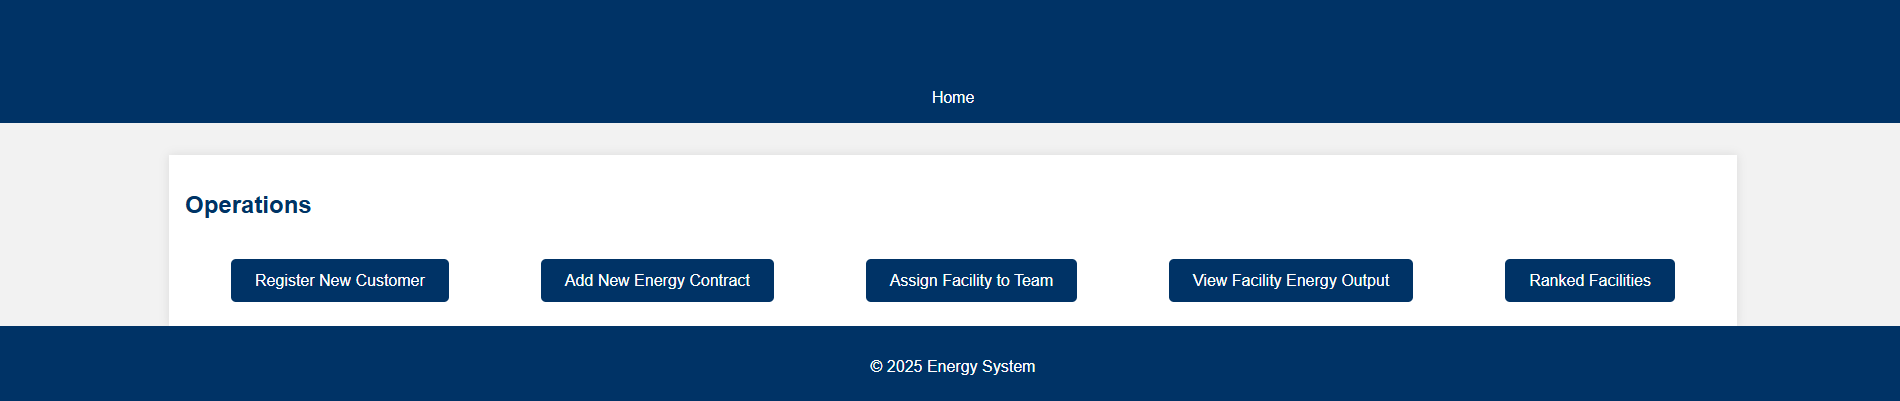 Home
Operations
Register New Customer
Add New Energy Contract
Assign Facility to Team
View Facility Energy Output
Ranked Facilities
© 2025 Energy System